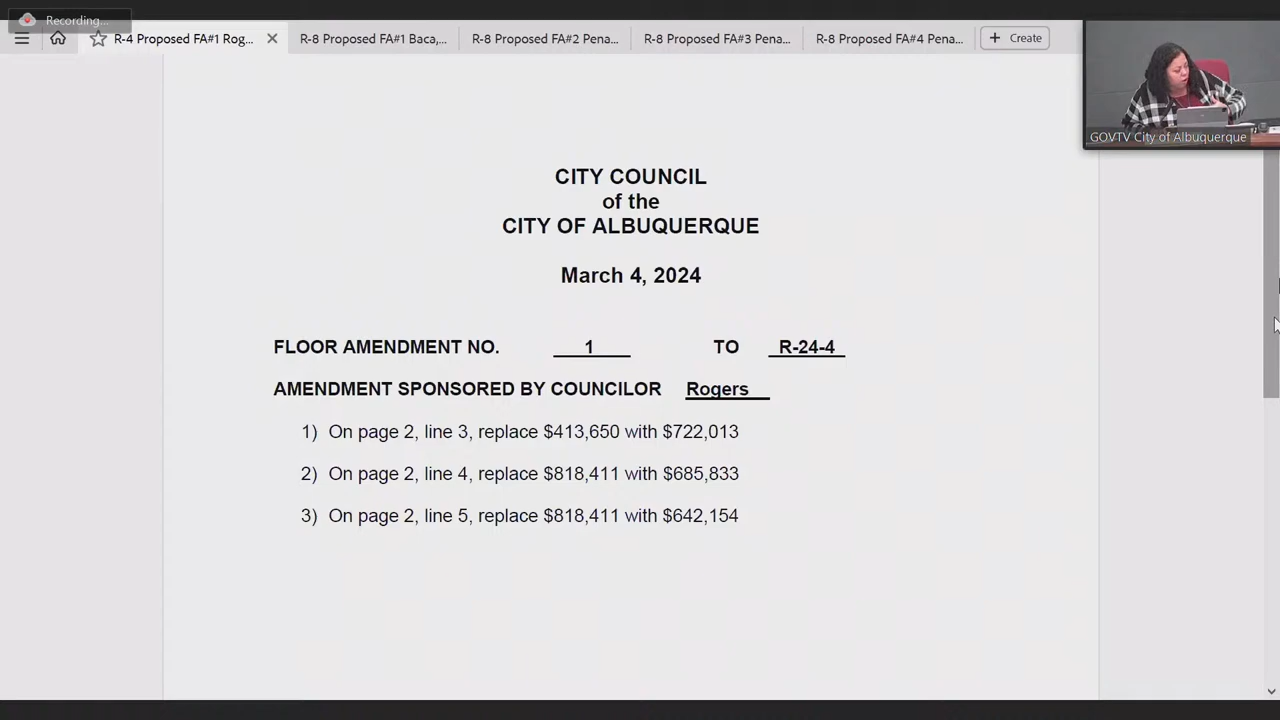 Recording...
R-4 Proposed FA#1 Rog...
R-8 Proposed FA#1 Baca,...
R-8 Proposed FA#2 Pena...
R-8 Proposed FA#3 Pena...
R-8 Proposed FA#4 Pena...
+ Create
GOVTV City of Albuquerque
CITY COUNCIL
of the
CITY OF ALBUQUERQUE
March 4, 2024
FLOOR AMENDMENT NO. 1 TO R-24-4
AMENDMENT SPONSORED BY COUNCILOR Rogers
1) On page 2, line 3, replace $413,650 with $722,013
2) On page 2, line 4, replace $818,411 with $685,833
3) On page 2, line 5, replace $818,411 with $642,154